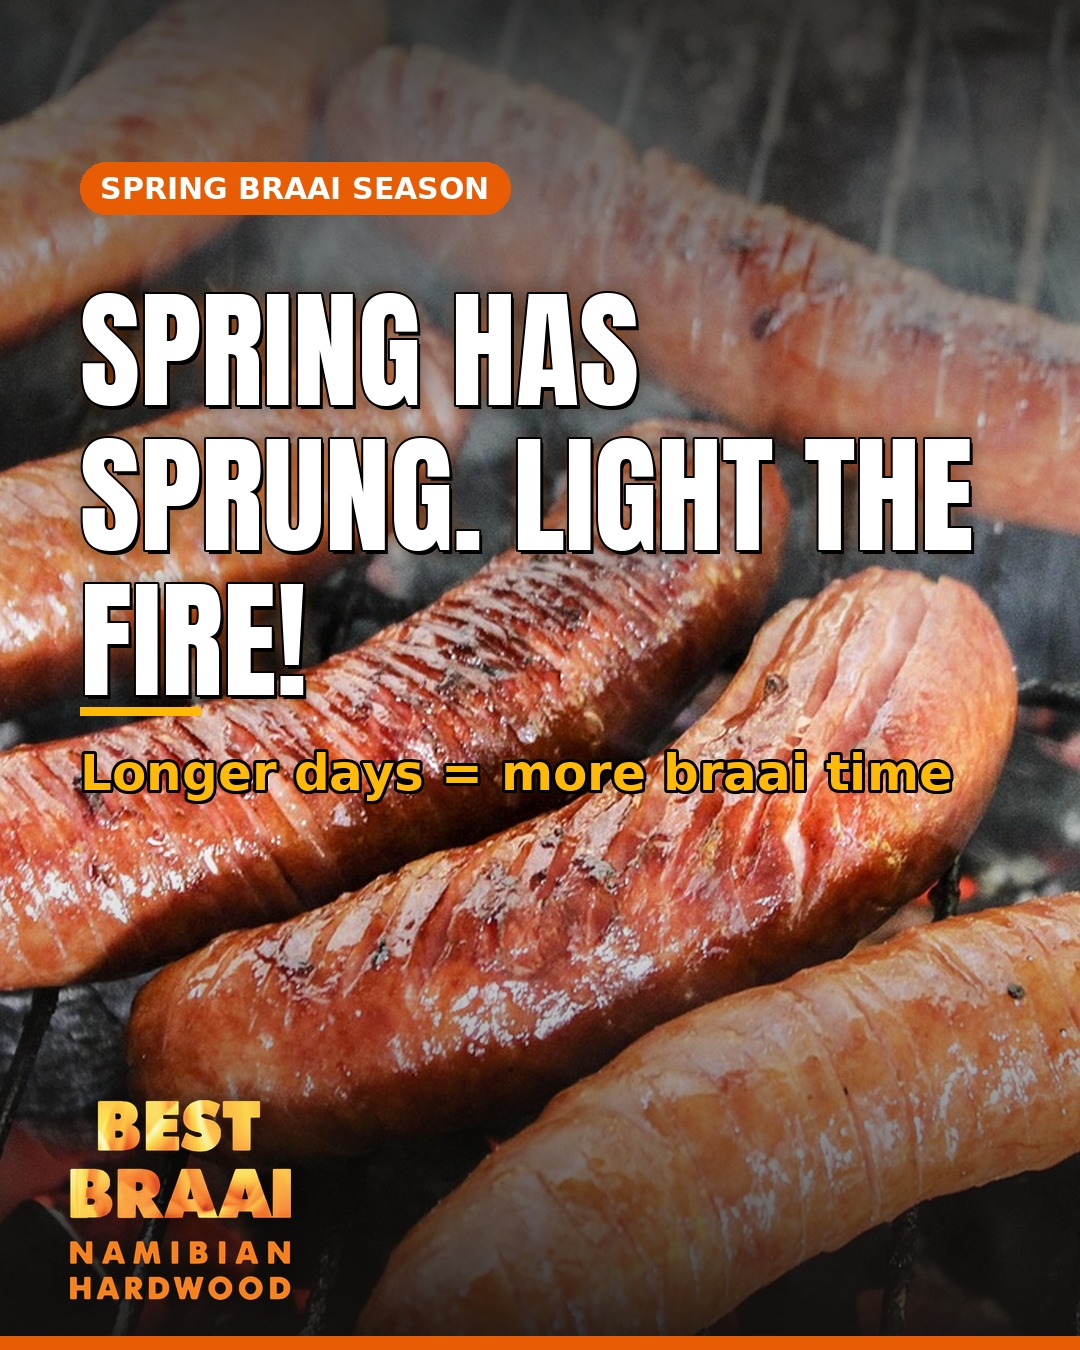 SPRING BRAAI SEASON
SPRING HAS
SPRUNG. LIGHT THE
FIRE!
Longer days = more braai time
BEST
BRAAI
NAMIBIAN
HARDWOOD